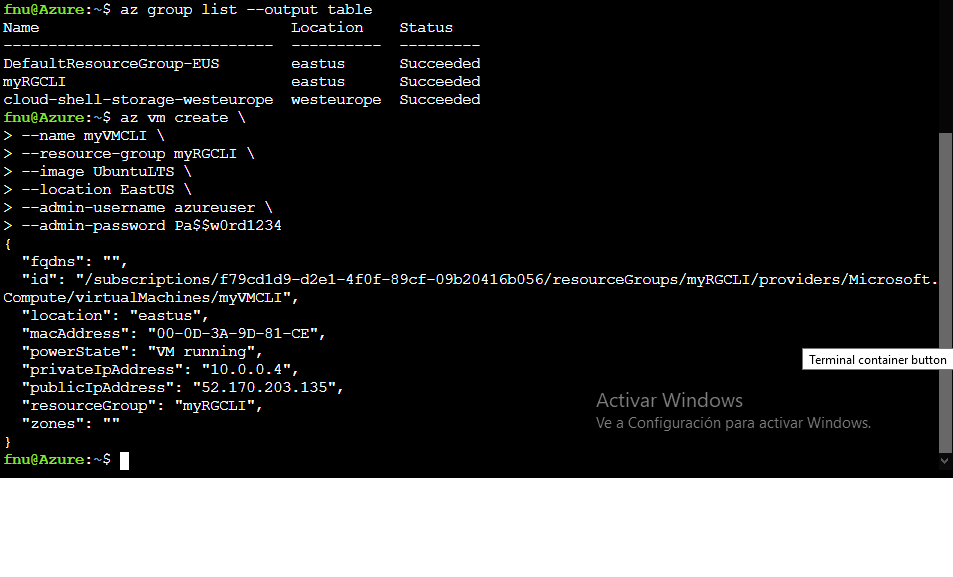 fnu@Azure:~$ az group list --output table
Name                           Location    Status
------------------------------ ----------  ---------
DefaultResourceGroup-EUS       eastus      Succeeded
myRGCLI                        eastus      Succeeded
cloud-shell-storage-westeurope westeurope  Succeeded
fnu@Azure:~$ az vm create \
> --name myVMCLI \
> --resource-group myRGCLI \
> --image UbuntuLTS \
> --location EastUS \
> --admin-username azureuser \
> --admin-password Pa$$w0rd1234
{
  "fqdns": "",
  "id": "/subscriptions/f79cd1d9-d2e1-4f0f-89cf-09b20416b056/resourceGroups/myRGCLI/providers/Microsoft.
Compute/virtualMachines/myVMCLI",
  "location": "eastus",
  "macAddress": "00-0D-3A-9D-81-CE",
  "powerState": "VM running",
Terminal container button
  "privateIpAddress": "10.0.0.4",
  "publicIpAddress": "52.170.203.135",
  "resourceGroup": "myRGCLI",
  "zones": ""
}
Activar Windows
Ve a Configuración para activar Windows.
fnu@Azure:~$